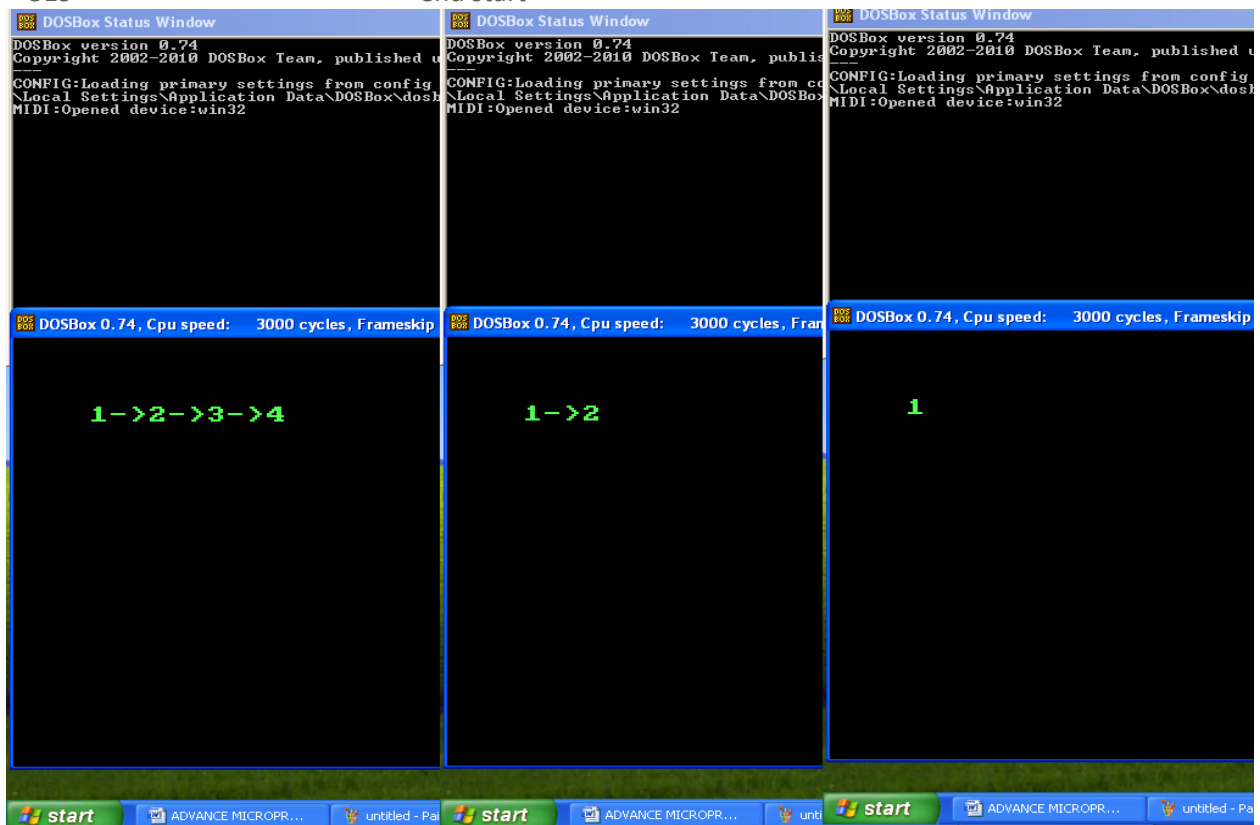 end start
DOSBox Status Window
DOSBox version 0.74
Copyright 2002-2010 DOSBox Team, published u
---
CONFIG:Loading primary settings from config
\Local Settings\Application Data\DOSBox\dosb
MIDI:Opened device:win32
DOSBox 0.74, Cpu speed: 3000 cycles, Frameskip
1->2->3->4
start
ADVANCE MICROPR...
untitled - Pai
DOSBox Status Window
DOSBox version 0.74
Copyright 2002-2010 DOSBox Team, publis
---
CONFIG:Loading primary settings from co
\Local Settings\Application Data\DOSBox
MIDI:Opened device:win32
DOSBox 0.74, Cpu speed: 3000 cycles, Fran
1->2
start
ADVANCE MICROPR...
unti
DOSBox Status Window
DOSBox version 0.74
Copyright 2002-2010 DOSBox Team, published u
---
CONFIG:Loading primary settings from config
\Local Settings\Application Data\DOSBox\dosb
MIDI:Opened device:win32
DOSBox 0.74, Cpu speed: 3000 cycles, Frameskip
1
start
ADVANCE MICROPR...
untitled - Pa